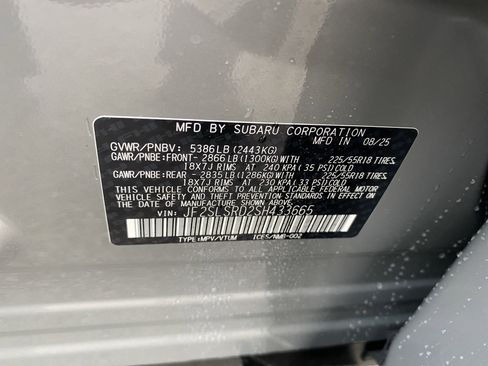 MFD BY SUBARU CORPORATION
MFD IN 08/25
GVWR/PNBV: 5386LB(2443KG)
GAWR/PNBE:FRONT- 2866LB(1300KG)WITH 225/55R18 TIRES,
18X7J RIMS AT 240 KPA(35 PSI)COLD
GAWR/PNBE:REAR - 2835LB(1286KG)WITH 225/55R18 TIRES,
18X7J RIMS AT 230 KPA(33 PSI)COLD
THIS VEHICLE CONFORMS TO ALL APPLICABLE
U.S. FEDERAL MOTOR VEHICLE
SAFETY STANDARDS IN EFFECT ON THE DATE
OF MANUFACTURE SHOWN ABOVE.
VIN: JF2SLSRD2SH433665
TYPE:MPV/VTUM ICES/NMB-002